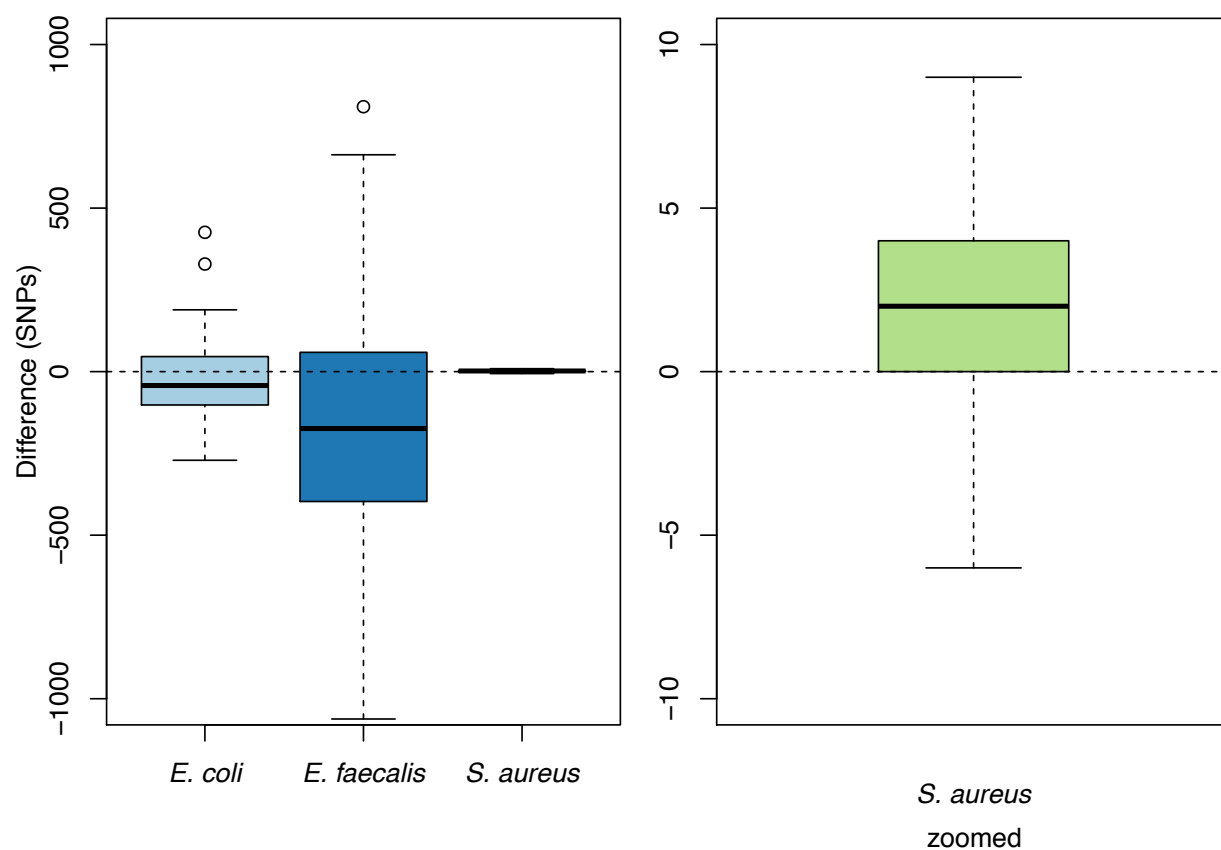 Difference (SNPs)
1000
500
0
−500
−1000
E. coli
E. faecalis
S. aureus
10
5
0
−5
−10
S. aureus
zoomed